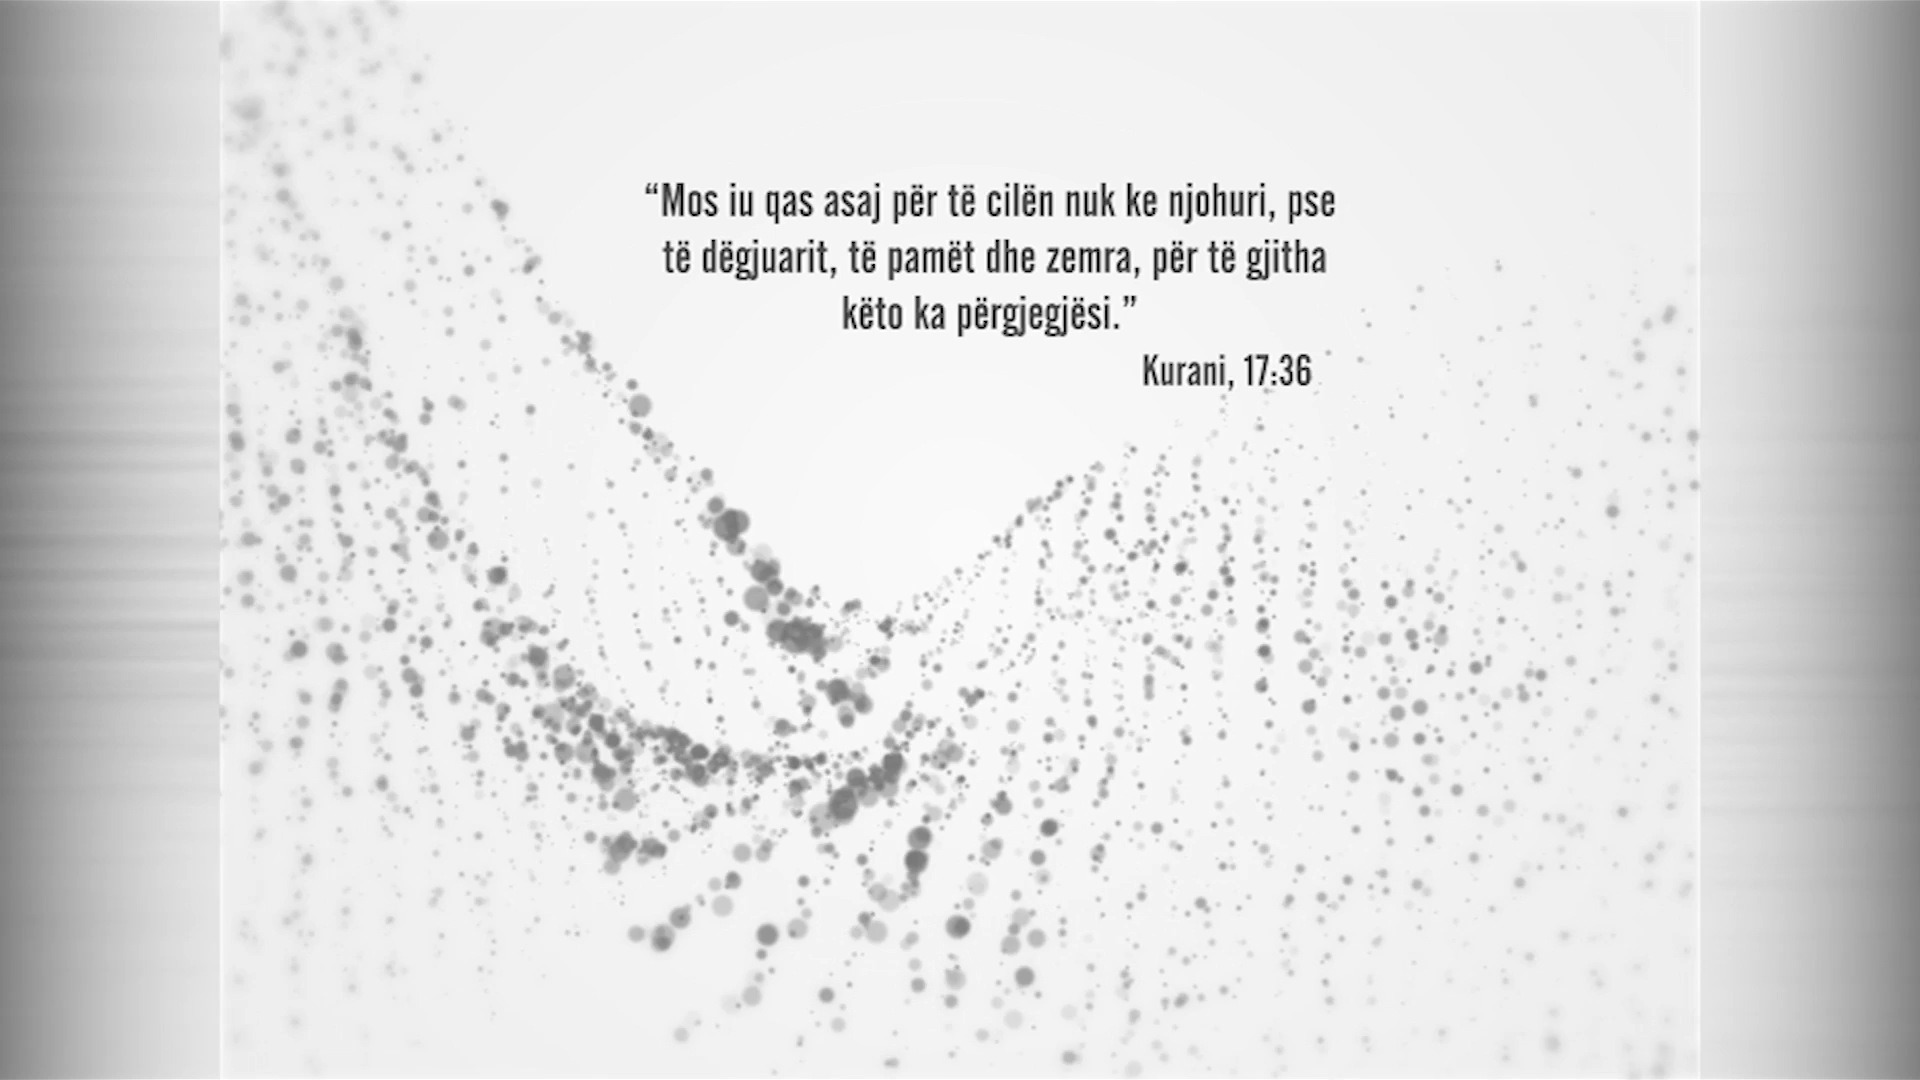 “Mos iu qas asaj për të cilën nuk ke njohuri, pse
të dëgjuarit, të pamët dhe zemra, për të gjitha
këto ka përgjegjësi.”
Kurani, 17:36